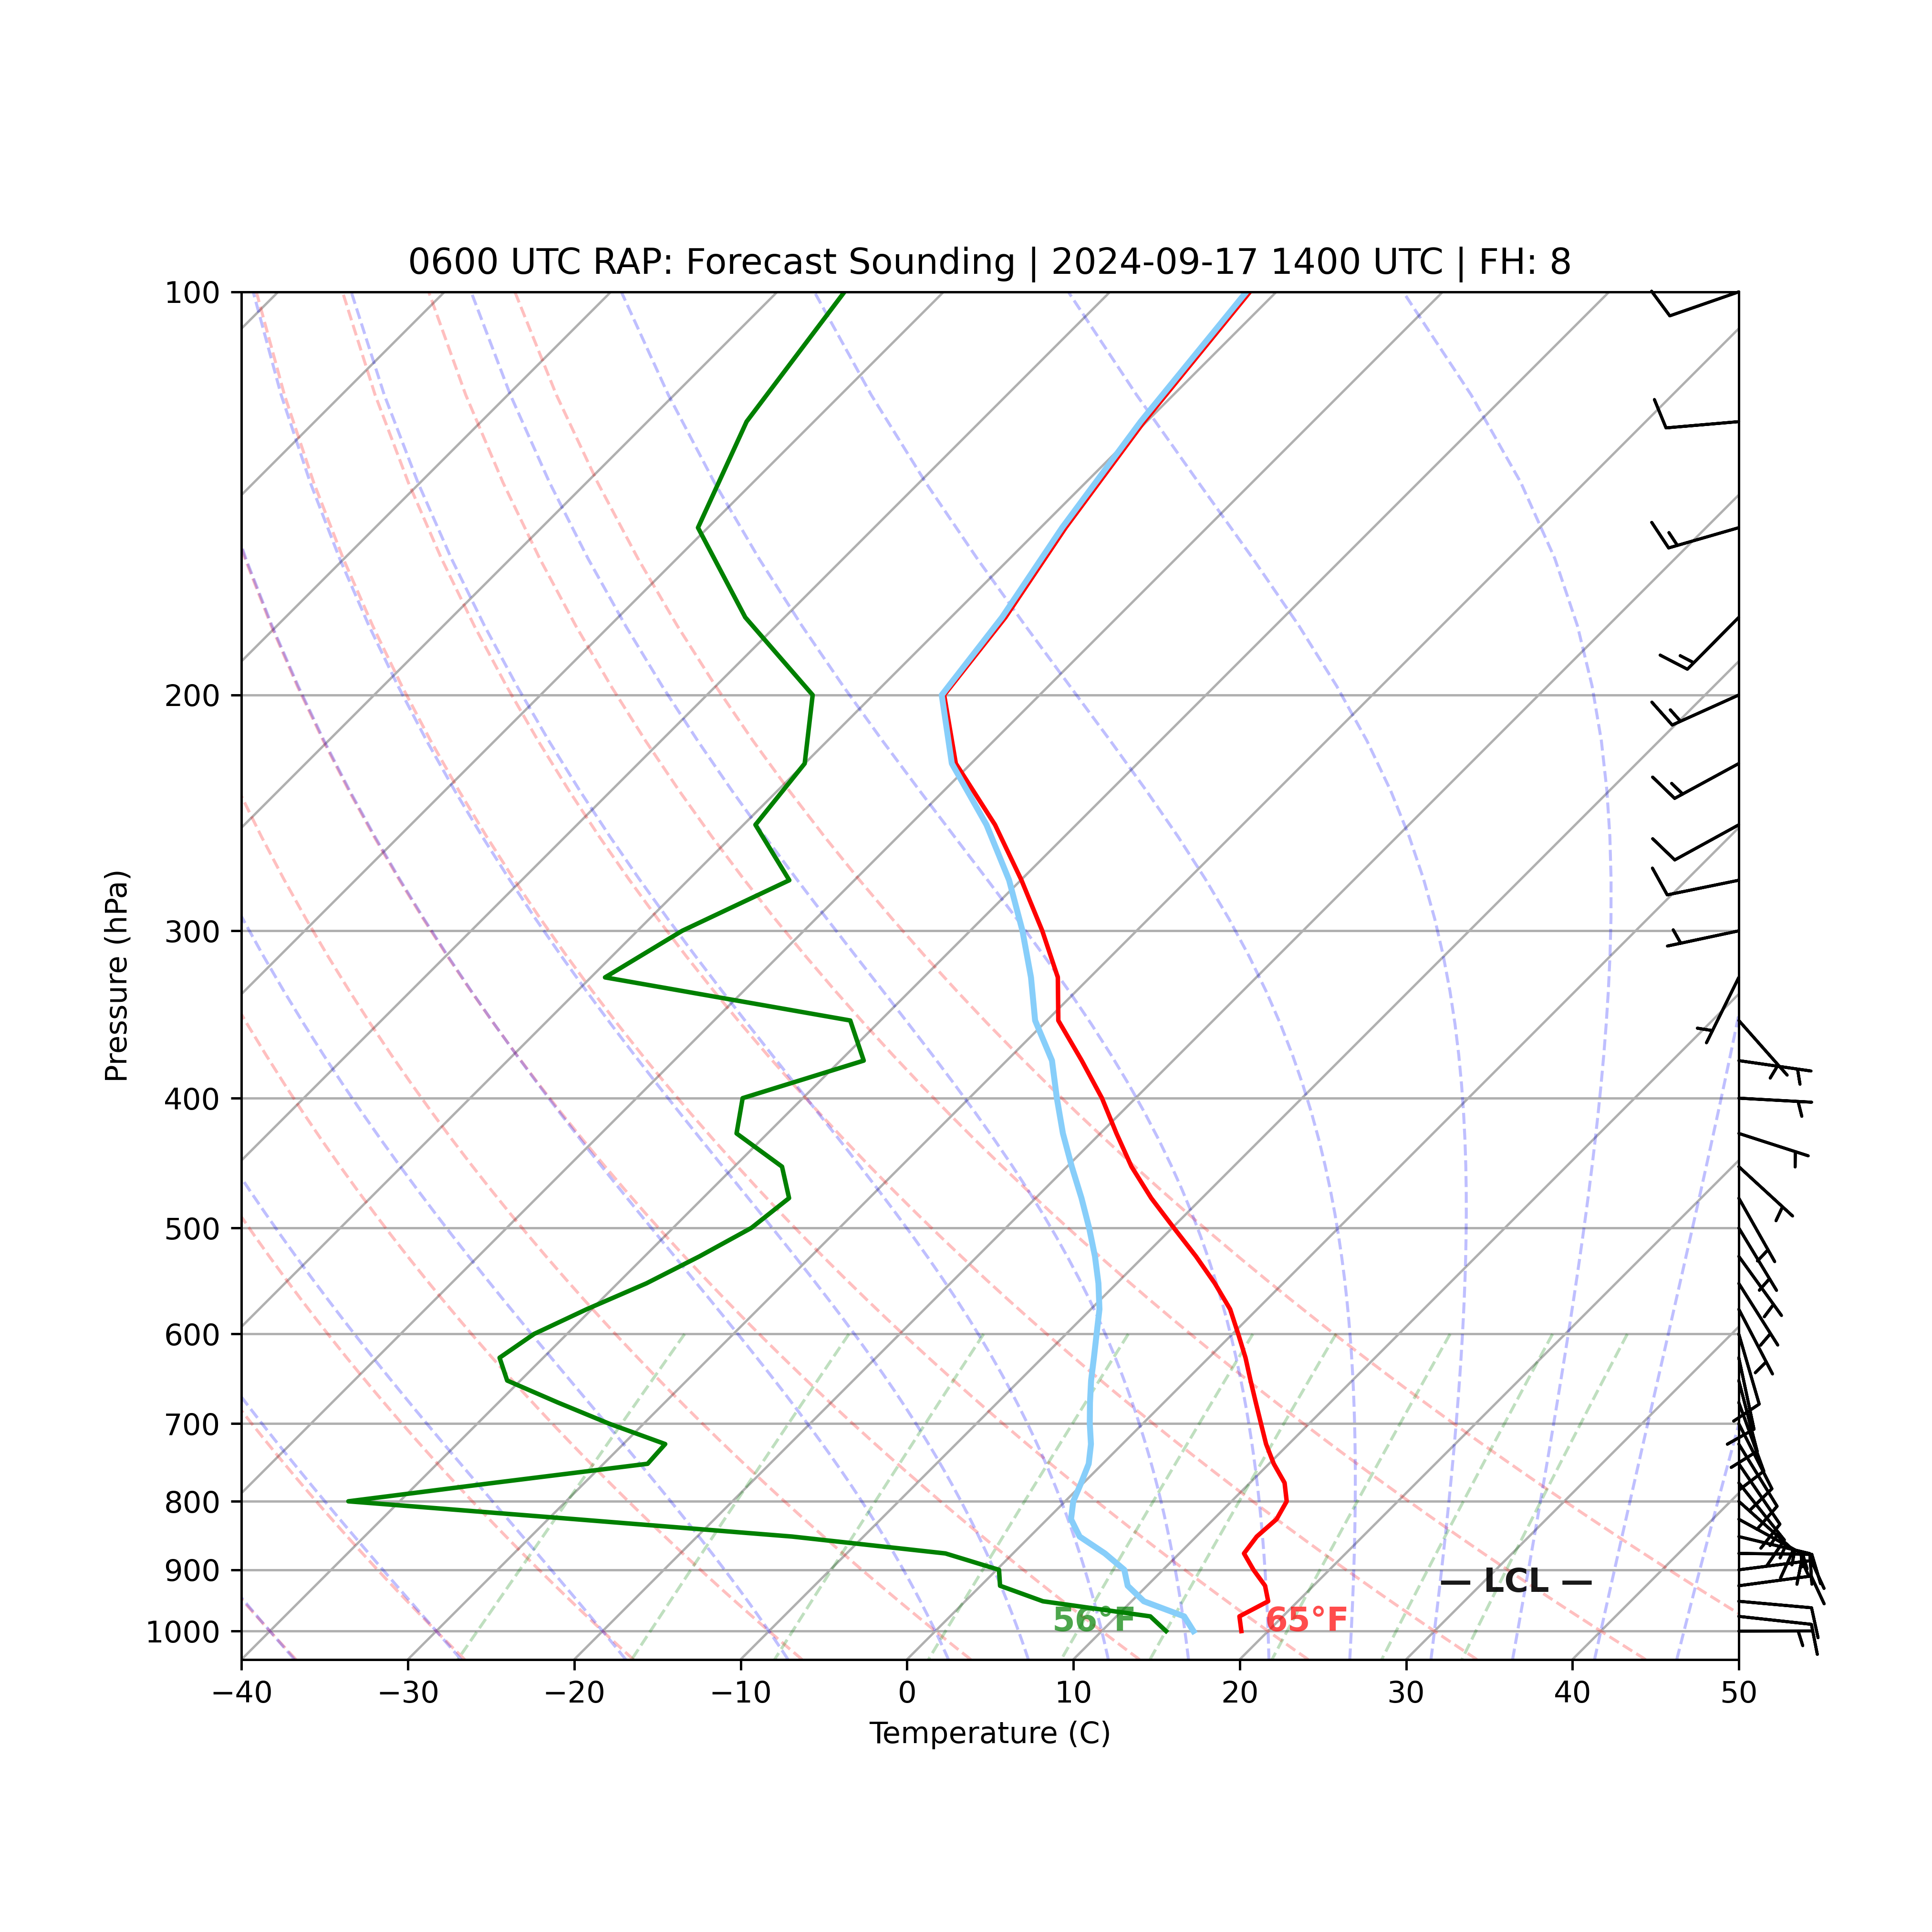 0600 UTC RAP: Forecast Sounding | 2024-09-17 1400 UTC | FH: 8
100
200
300
400
500
600
700
800
900
1000
Pressure (hPa)
— LCL —
56°F
65°F
−40 −30 −20 −10 0 10 20 30 40 50
Temperature (C)